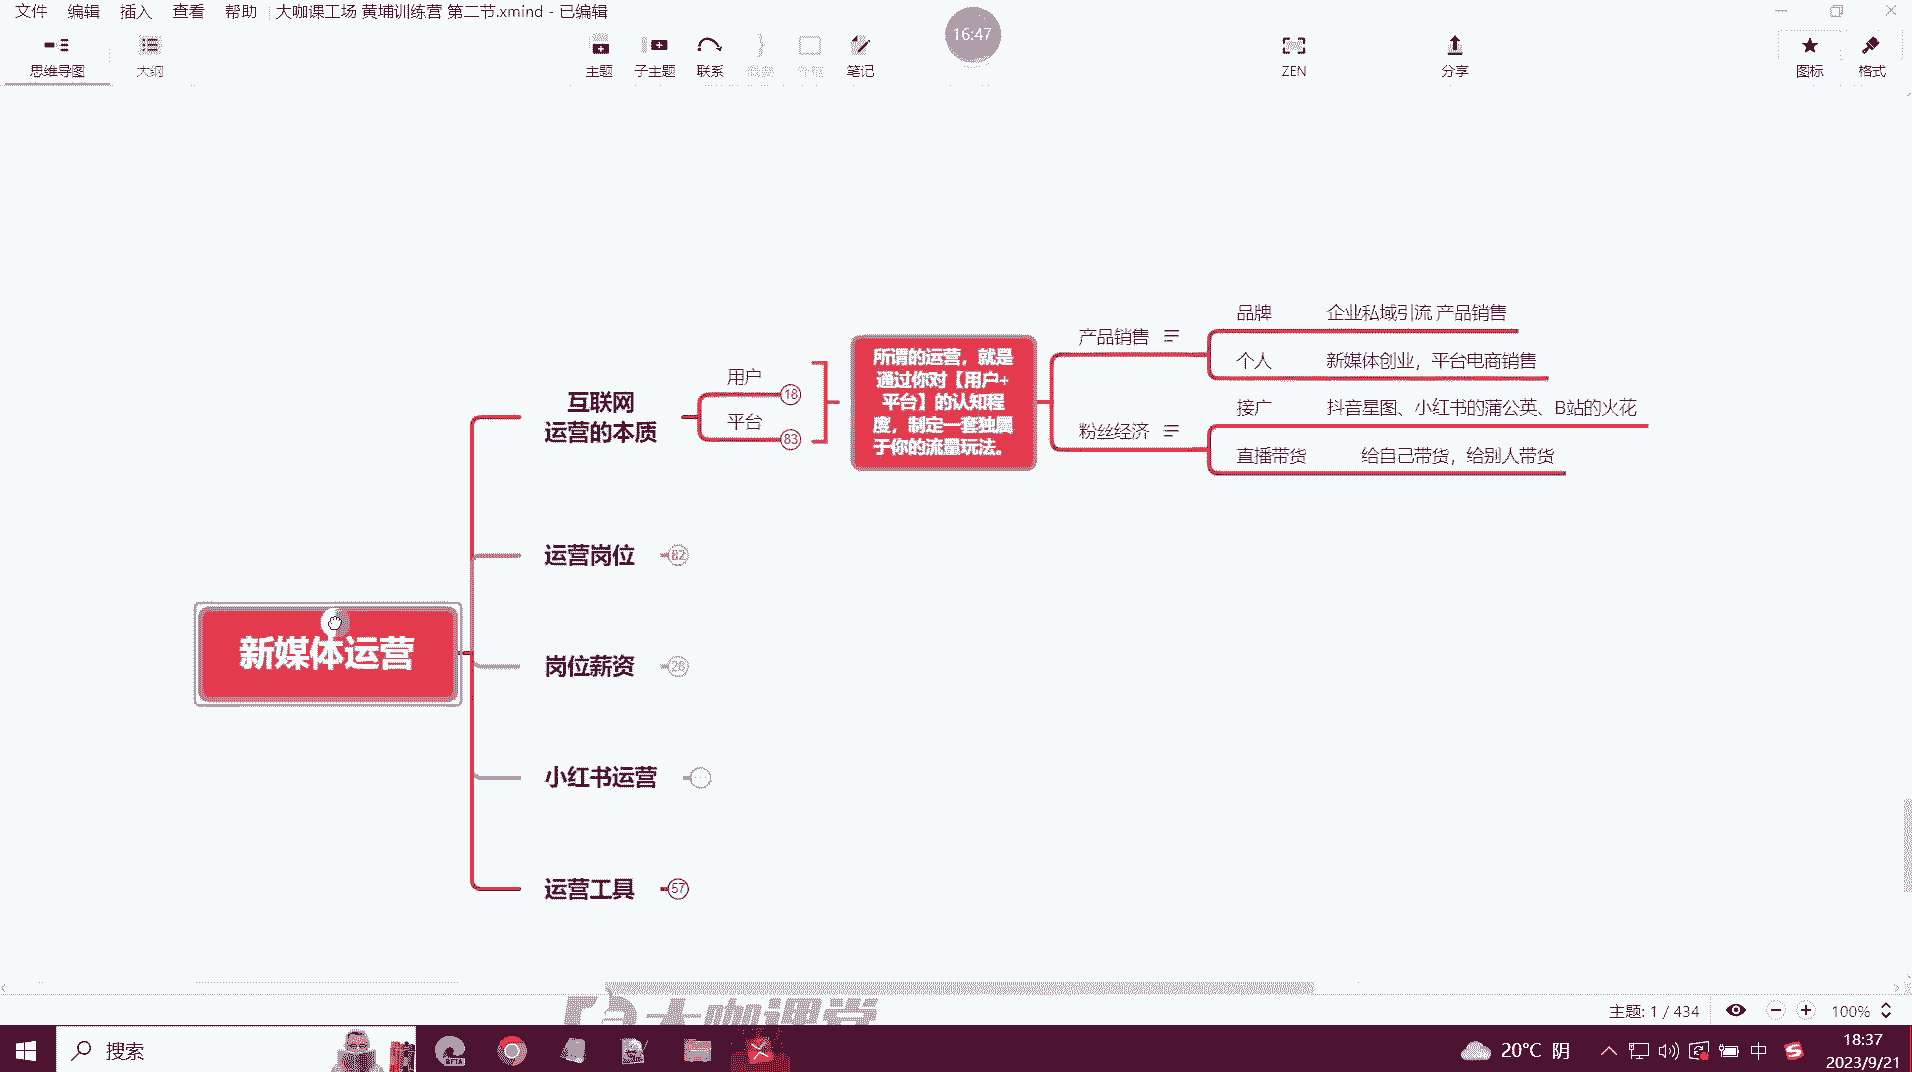 文件 编辑 插入 查看 帮助 大咖课工场 黄埔训练营 第二节.xmind - 已编辑
16:47
思维导图 大纲 主题 子主题 联系 概要 外框 笔记 ZEN 分享 图标 格式
品牌 企业私域引流 产品销售
产品销售
个人 新媒体创业，平台电商销售
所谓的运营，就是
通过你对【用户+
平台】的认知程
度，制定一套独属
于你的流量玩法。
用户 18
平台 83
互联网
运营的本质
接广 抖音星图、小红书的蒲公英、B站的火花
粉丝经济
直播带货 给自己带货，给别人带货
运营岗位 82
新媒体运营
岗位薪资 28
小红书运营
运营工具 57
大咖课堂
主题: 1 / 434 100%
搜索
BETA
20°C 阴 中
18:37
2023/9/21